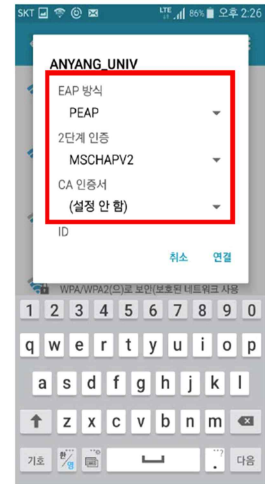 SKT LTE 86% 오후 2:26
ANYANG_UNIV
EAP 방식
PEAP
2단계 인증
MSCHAPV2
CA 인증서
(설정 안 함)
ID
취소 연결
WPA/WPA2(으)로 보안(보호된 네트워크 사용
1 2 3 4 5 6 7 8 9 0
q w e r t y u i o p
a s d f g h j k l
z x c v b n m
기호 한/영 . 다음